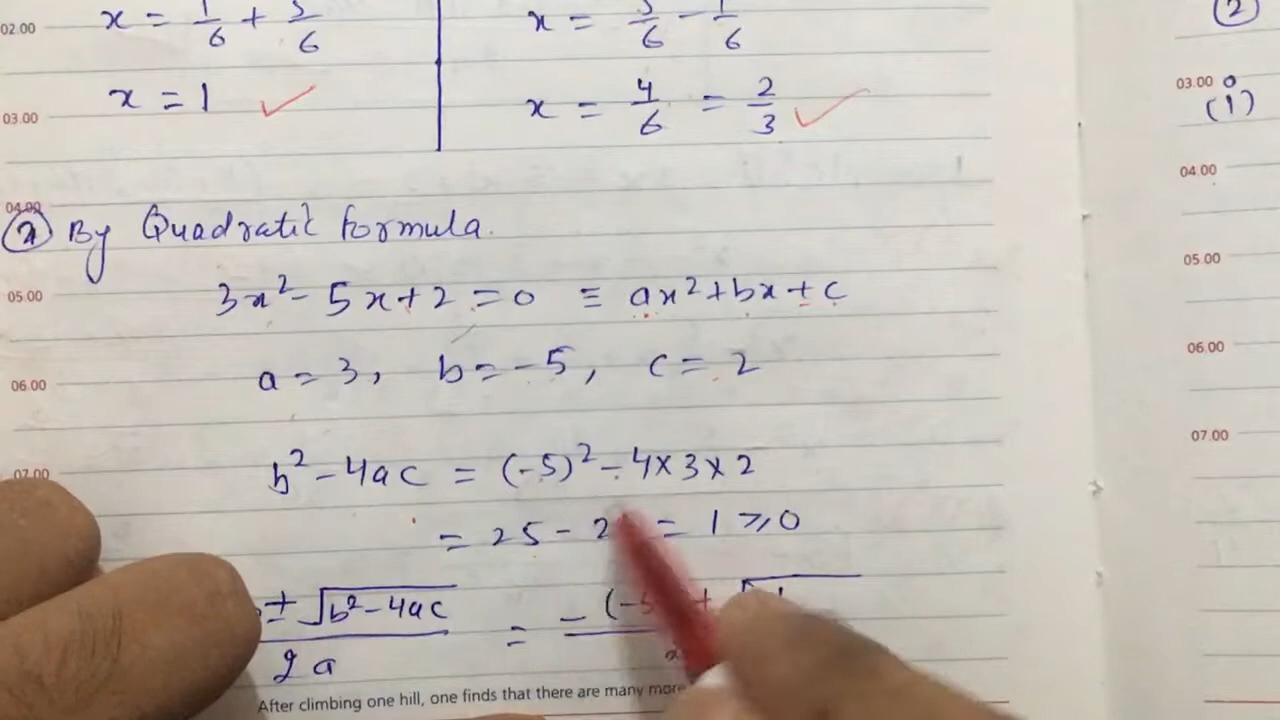 02.00 x = 1/6 + 5/6 x = 5/6 - 1/6 (2)
03.00 x = 1 ✓ x = 4/6 = 2/3 ✓ 03.00 (1)
04.00 04.00
(2) By Quadratic formula.
05.00 3x² - 5x + 2 = 0 ≡ ax² + bx + c 05.00
06.00 a = 3, b = -5, c = 2 06.00
07.00 b² - 4ac = (-5)² - 4 x 3 x 2 07.00
= 25 - 2 = 1 ⩾ 0
± √b² - 4ac / 2a = -(-5) +
After climbing one hill, one finds that there are many more